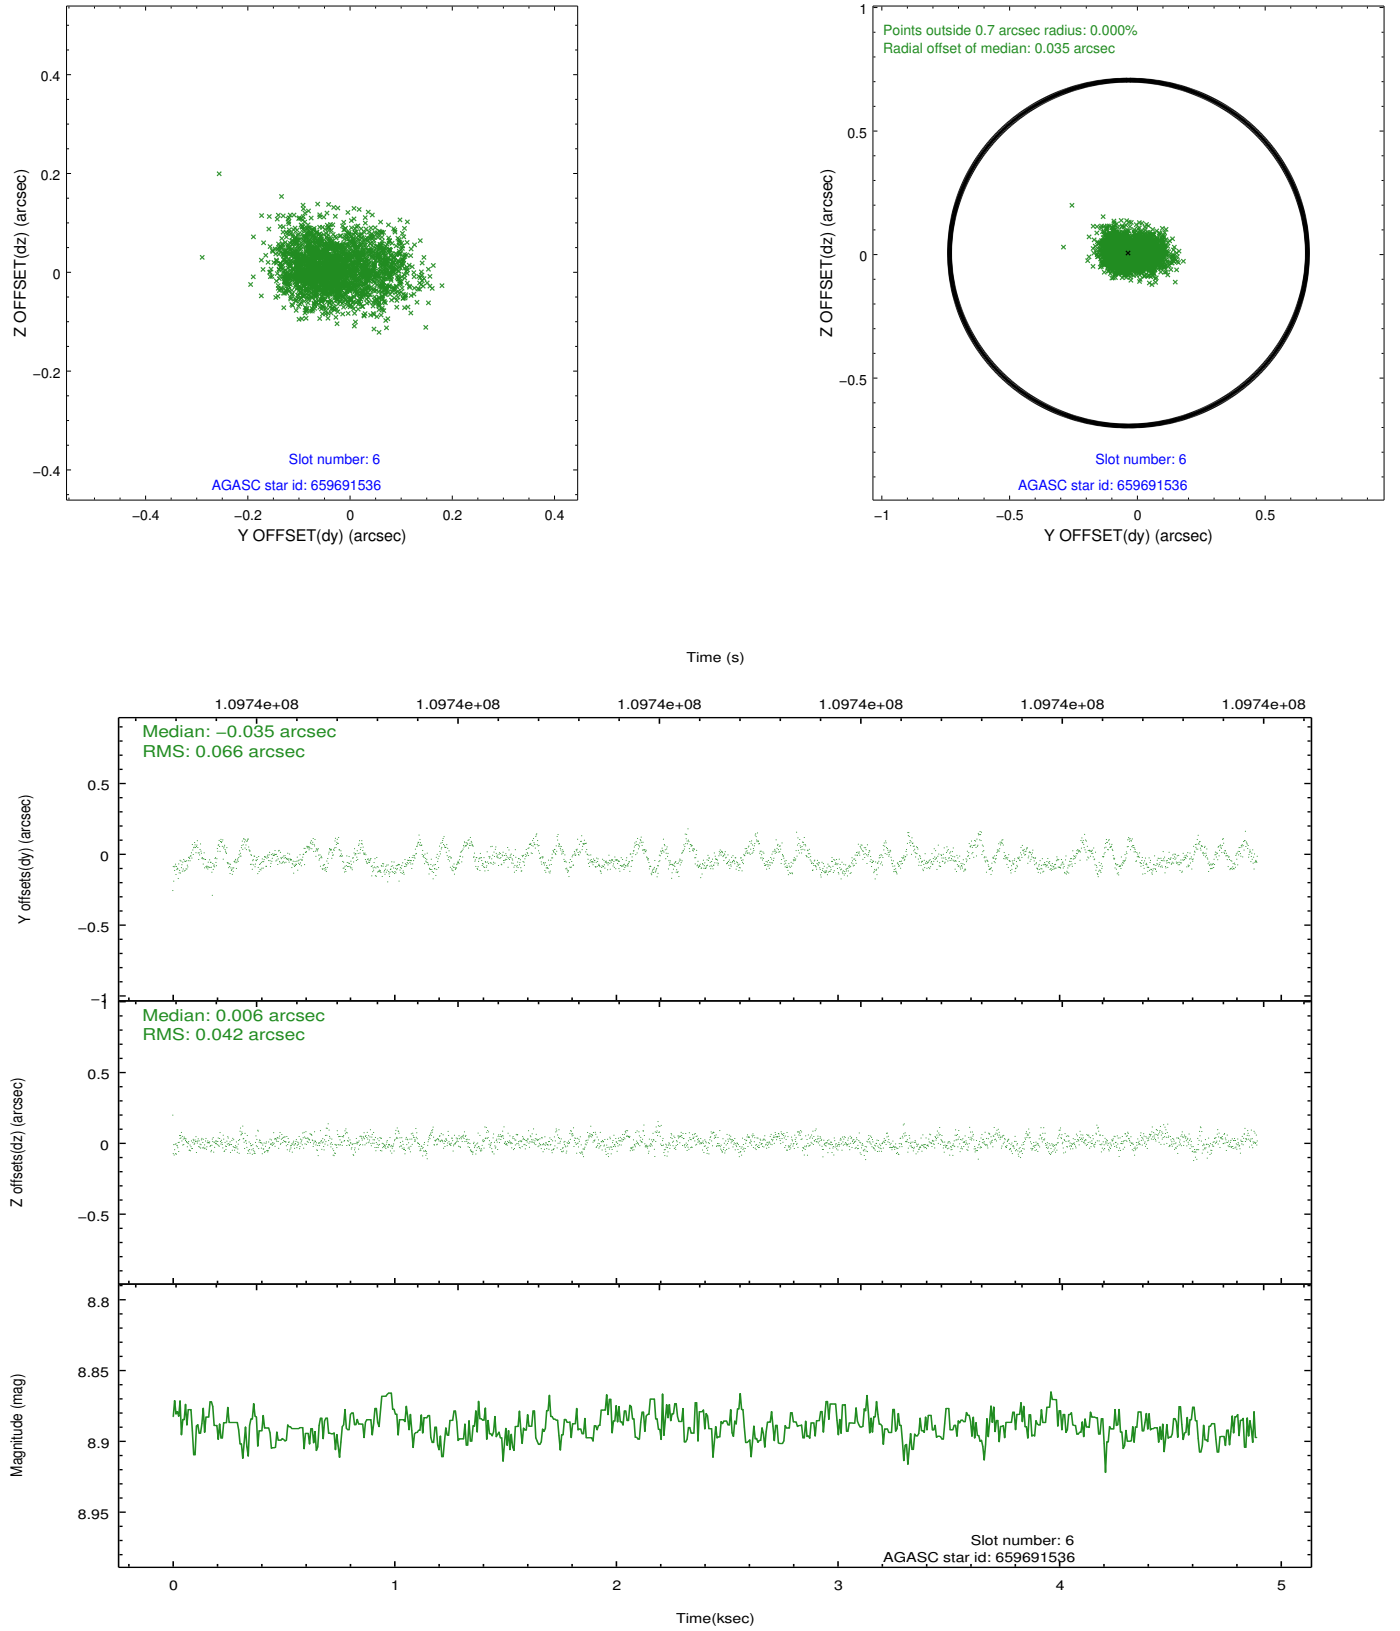 0.4
0.2
0
−0.2
−0.4
Z OFFSET(dz) (arcsec)
Slot number: 6
AGASC star id: 659691536
−0.4 −0.2 0 0.2 0.4
Y OFFSET(dy) (arcsec)
1
0.5
0
−0.5
Z OFFSET(dz) (arcsec)
Points outside 0.7 arcsec radius: 0.000%
Radial offset of median: 0.035 arcsec
Slot number: 6
AGASC star id: 659691536
−1 −0.5 0 0.5
Y OFFSET(dy) (arcsec)
Time (s)
1.0974e+08 1.0974e+08 1.0974e+08 1.0974e+08 1.0974e+08 1.0974e+08
Median: −0.035 arcsec
RMS: 0.066 arcsec
0.5
0
−0.5
−1
Y offsets(dy) (arcsec)
Median: 0.006 arcsec
RMS: 0.042 arcsec
1
0.5
0
−0.5
Z offsets(dz) (arcsec)
8.8
8.85
8.9
8.95
Magnitude (mag)
Slot number: 6
AGASC star id: 659691536
0 1 2 3 4 5
Time(ksec)